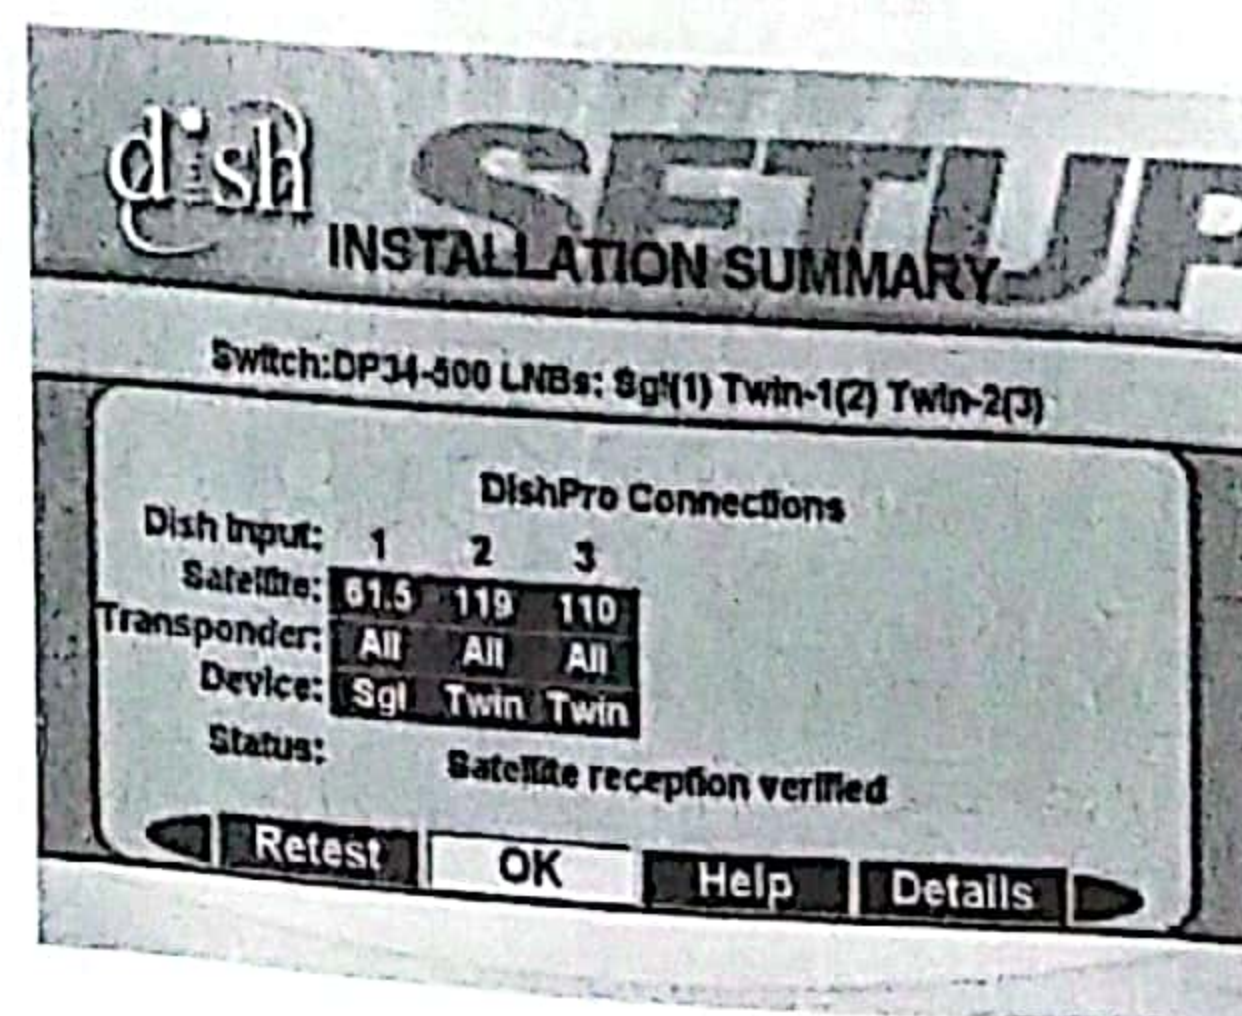 dish SETUP
INSTALLATION SUMMARY
Switch:DP34-500 LNBs: Sgl(1) Twin-1(2) Twin-2(3)
DishPro Connections
Dish Input: 1 2 3
Satellite: 61.5 119 110
Transponder: All All All
Device: Sgl Twin Twin
Status: Satellite reception verified
Retest OK Help Details